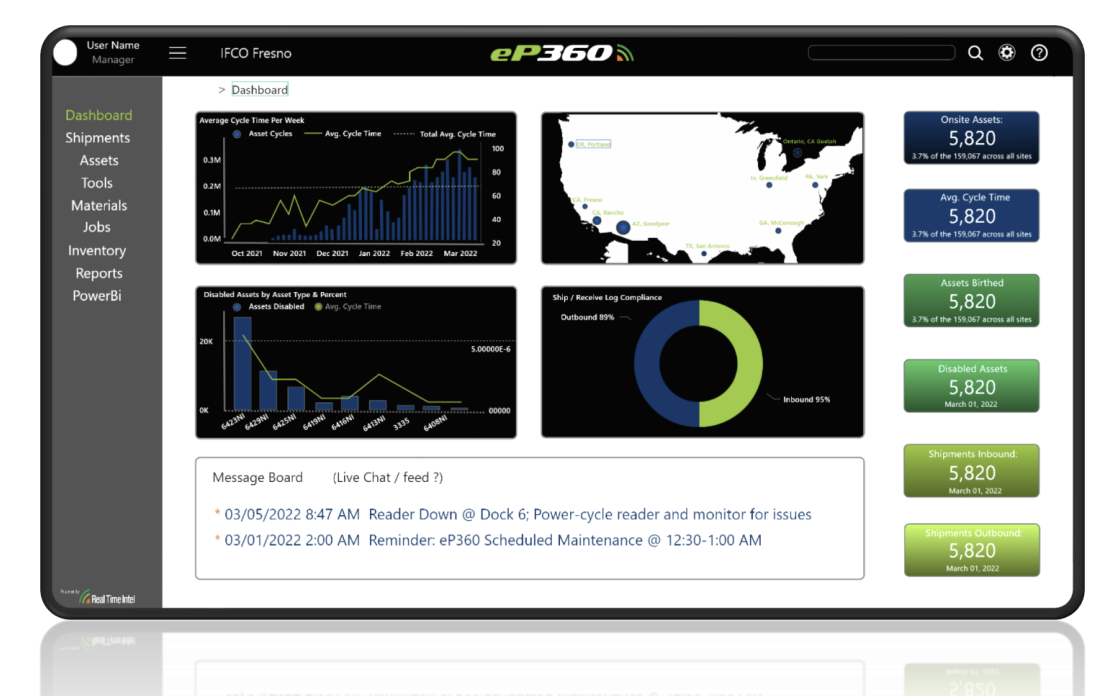 User Name
Manager
IFCO Fresno
eP360
> Dashboard
Dashboard
Shipments
Assets
Tools
Materials
Jobs
Inventory
Reports
PowerBi
Powered by
Real Time Intel
Average Cycle Time Per Week
Asset Cycles Avg. Cycle Time Total Avg. Cycle Time
0.3M
0.2M
0.1M
0.0M
100
80
60
40
20
Oct 2021 Nov 2021 Dec 2021 Jan 2022 Feb 2022 Mar 2022
OR, Portland
Ontario, CA Guelph
IN, Greenfield
PA, York
CA, Fresno
CA, Rancho
AZ, Goodyear
GA, McDonough
TX, San Antonio
Disabled Assets by Asset Type & Percent
Assets Disabled Avg. Cycle Time
20K
0K
5.00000E-6
00000
6423NI 6429NI 6425NI 6419NI 6416NI 6413NI 3335 6408NI
Ship / Receive Log Compliance
Outbound 89%
Inbound 95%
Message Board (Live Chat / feed ?)
* 03/05/2022 8:47 AM Reader Down @ Dock 6; Power-cycle reader and monitor for issues
* 03/01/2022 2:00 AM Reminder: eP360 Scheduled Maintenance @ 12:30-1:00 AM
Onsite Assets:
5,820
3.7% of the 159,067 across all sites
Avg. Cycle Time
5,820
3.7% of the 159,067 across all sites
Assets Birthed
5,820
3.7% of the 159,067 across all sites
Disabled Assets
5,820
March 01, 2022
Shipments Inbound:
5,820
March 01, 2022
Shipments Outbound:
5,820
March 01, 2022